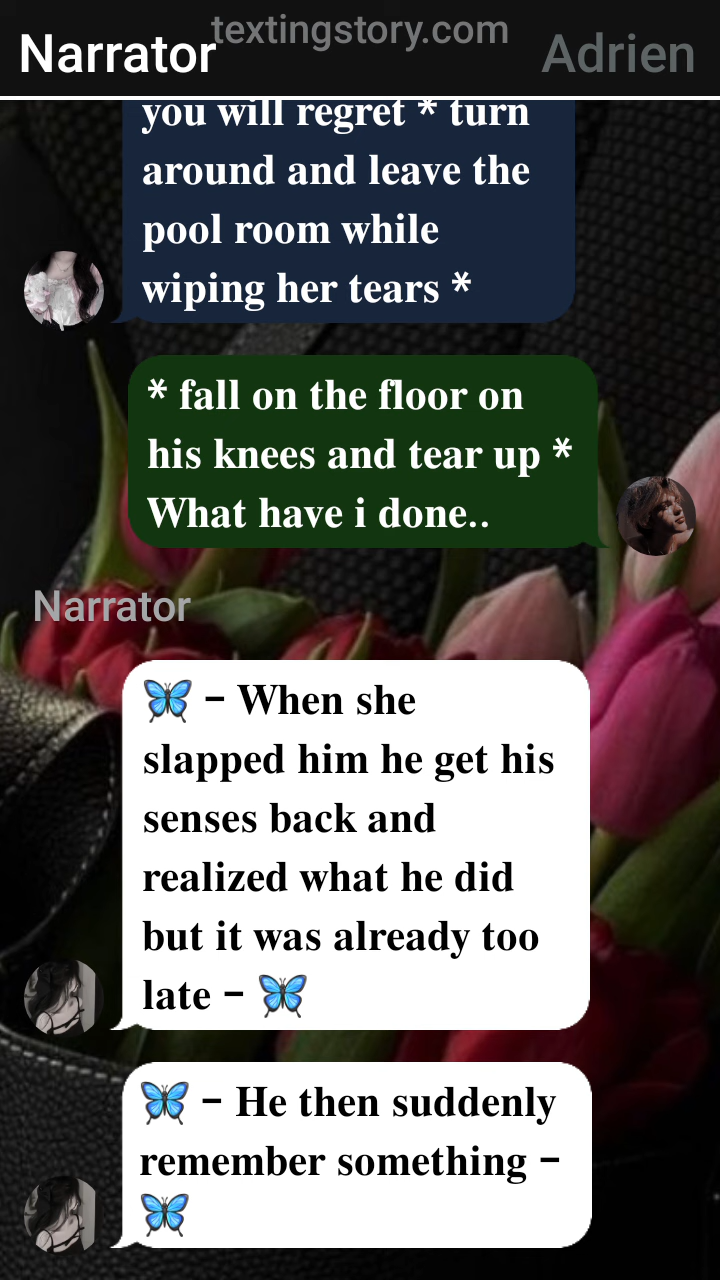 textingstory.com
Narrator
Adrien
you will regret * turn
around and leave the
pool room while
wiping her tears *
* fall on the floor on
his knees and tear up *
What have i done..
Narrator
🦋 - When she
slapped him he get his
senses back and
realized what he did
but it was already too
late - 🦋
🦋 - He then suddenly
remember something -
🦋